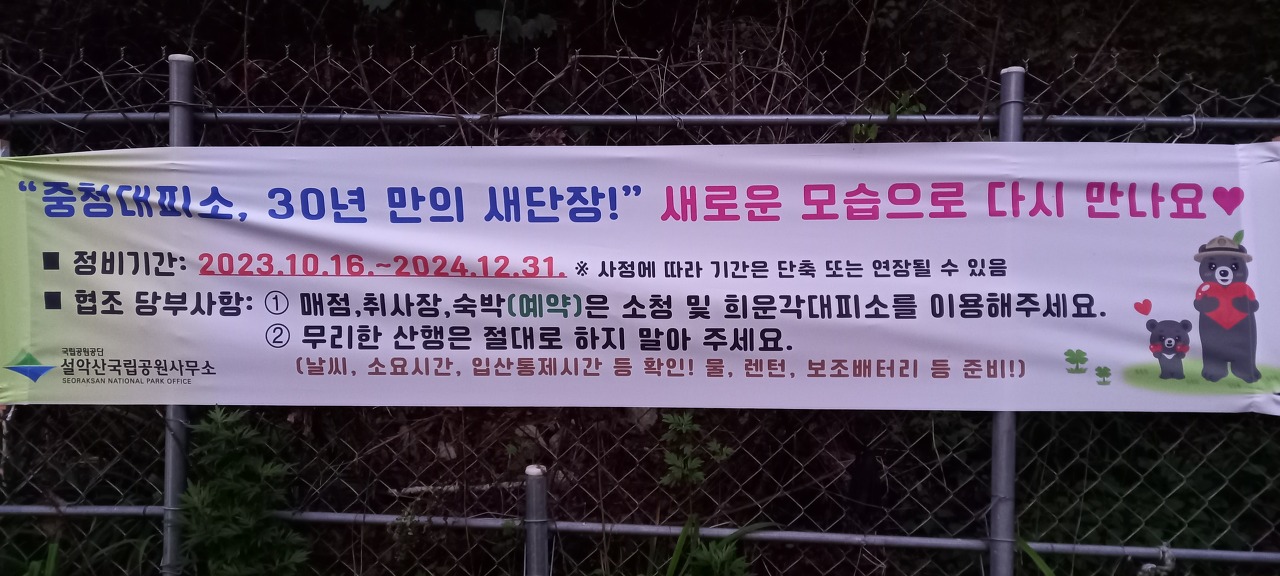 “중청대피소, 30년 만의 새단장!” 새로운 모습으로 다시 만나요♥
■ 정비기간: 2023.10.16.~2024.12.31. ※ 사정에 따라 기간은 단축 또는 연장될 수 있음
■ 협조 당부사항: ① 매점,취사장,숙박(예약)은 소청 및 희운각대피소를 이용해주세요.
② 무리한 산행은 절대로 하지 말아 주세요.
(날씨, 소요시간, 입산통제시간 등 확인! 물, 렌턴, 보조배터리 등 준비!)
국립공원공단
설악산국립공원사무소
SEORAKSAN NATIONAL PARK OFFICE